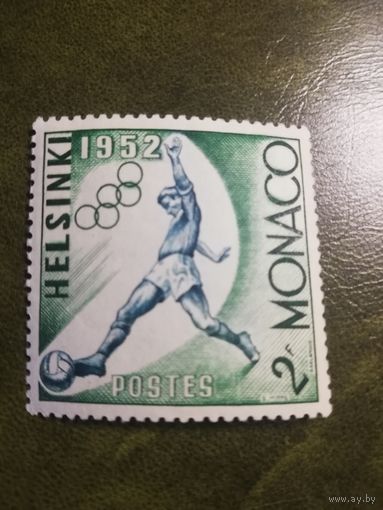 HELSINKI
1952
MONACO
POSTES
2F
www.ay.by